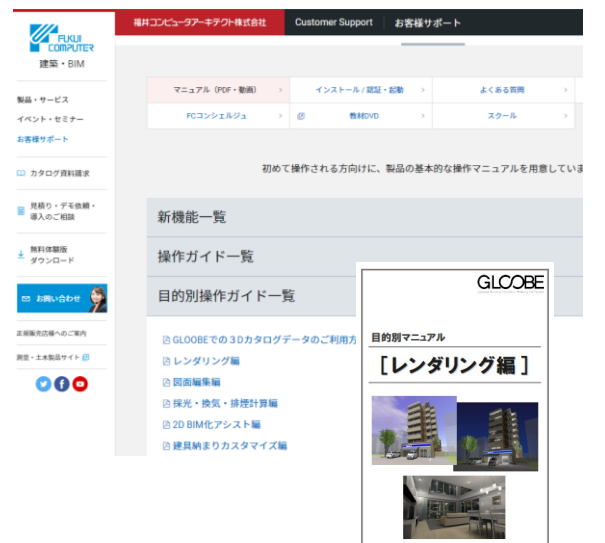 福井コンピュータアーキテクト株式会社
Customer Support
お客様サポート
FUKUI
COMPUTER
建築・BIM
製品・サービス
イベント・セミナー
お客様サポート
カタログ資料請求
見積り・デモ依頼・
導入のご相談
無料体験版
ダウンロード
お問い合わせ
正規販売店様へのご案内
測量・土木製品サイト
マニュアル（PDF・動画）
インストール / 認証・起動
よくある質問
FCコンシェルジュ
教材DVD
スクール
初めて操作される方向けに、製品の基本的な操作マニュアルを用意していま
新機能一覧
操作ガイド一覧
目的別操作ガイド一覧
GLOOBEでの３Dカタログデータのご利用方
レンダリング編
図面編集編
採光・換気・排煙計算編
2D BIM化アシスト編
建具納まりカスタマイズ編
GLOOBE
目的別マニュアル
［レンダリング編］